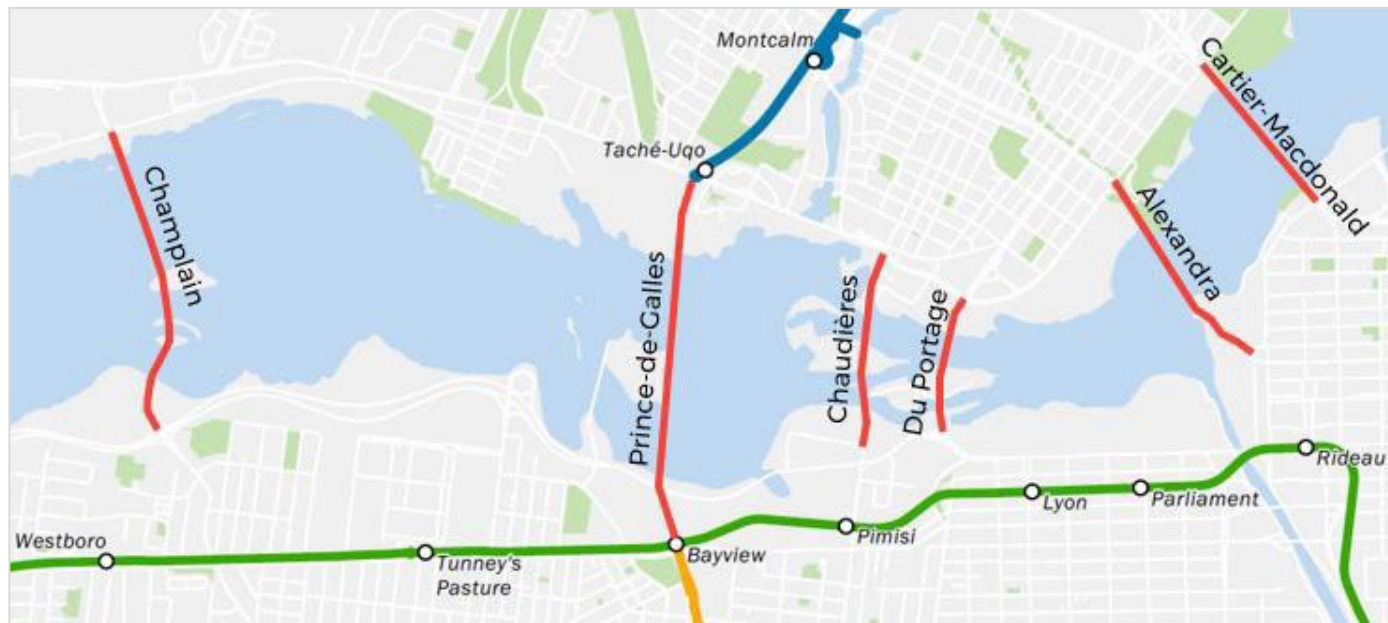 Montcalm
Cartier-Macdonald
Taché-Uqo
Champlain
Alexandra
Prince-de-Galles
Chaudières
Du Portage
Rideau
Westboro
Tunney's
Pasture
Bayview
Pimisi
Lyon
Parliament